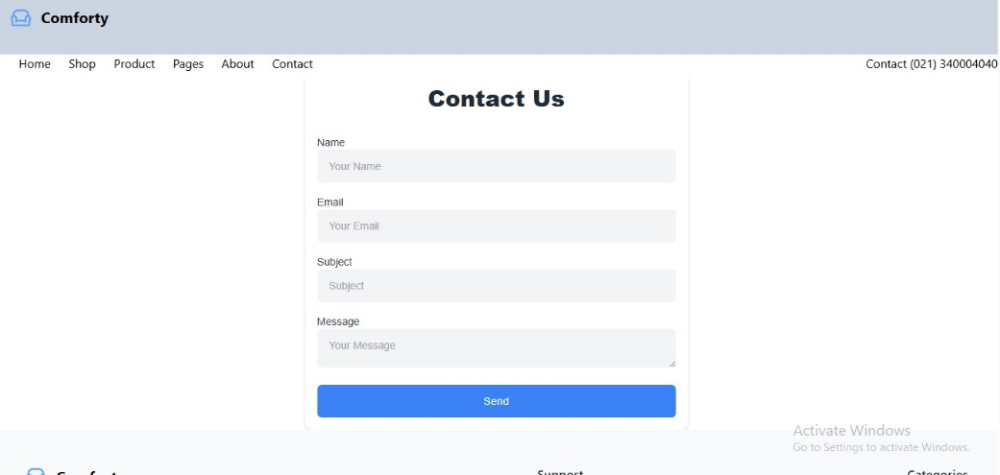 Comforty
Home Shop Product Pages About Contact Contact (021) 340004040
Contact Us
Name
Your Name
Email
Your Email
Subject
Subject
Message
Your Message
Send
Activate Windows
Go to Settings to activate Windows.
Comforty Support Categories